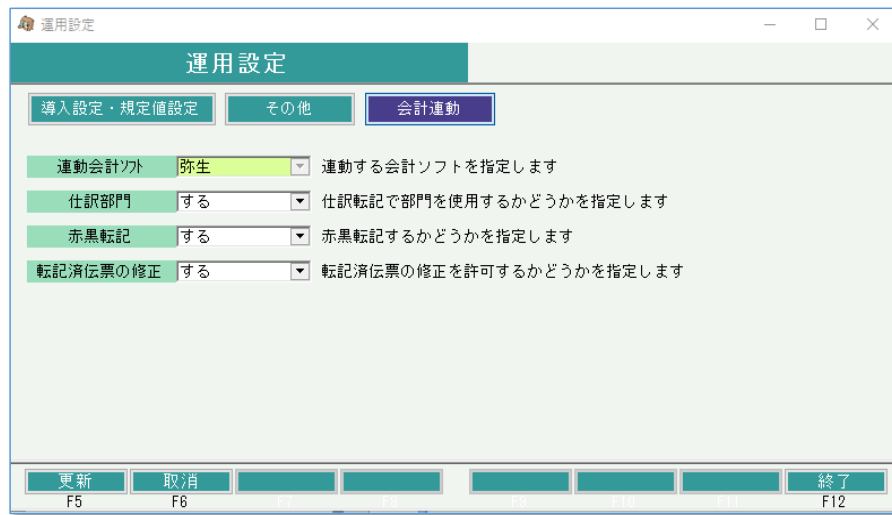 運用設定
運用設定
導入設定・規定値設定 その他 会計連動
連動会計ソフト 弥生 連動する会計ソフトを指定します
仕訳部門 する 仕訳転記で部門を使用するかどうかを指定します
赤黒転記 する 赤黒転記するかどうかを指定します
転記済伝票の修正 する 転記済伝票の修正を許可するかどうかを指定します
更新 取消 終了
F5 F6 F7 F8 F9 F10 F11 F12